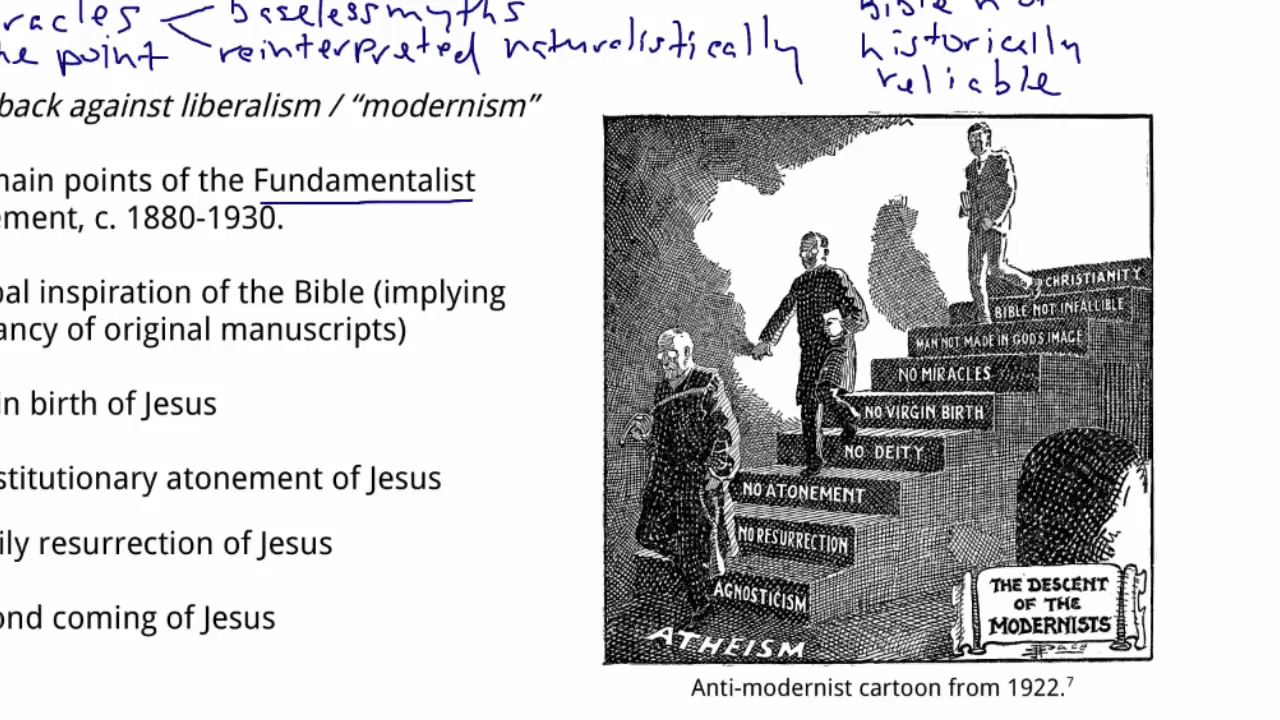 racles baseless myths
he point reinterpreted naturalistically
historically
reliable
back against liberalism / “modernism”
main points of the Fundamentalist
ement, c. 1880-1930.
bal inspiration of the Bible (implying
ancy of original manuscripts)
in birth of Jesus
stitutionary atonement of Jesus
ily resurrection of Jesus
ond coming of Jesus
CHRISTIANITY
BIBLE NOT INFALLIBLE
MAN NOT MADE IN GODS IMAGE
NO MIRACLES
NO VIRGIN BIRTH
NO DEITY
NO ATONEMENT
NO RESURRECTION
AGNOSTICISM
ATHEISM
THE DESCENT
OF THE
MODERNISTS
Anti-modernist cartoon from 1922.⁷